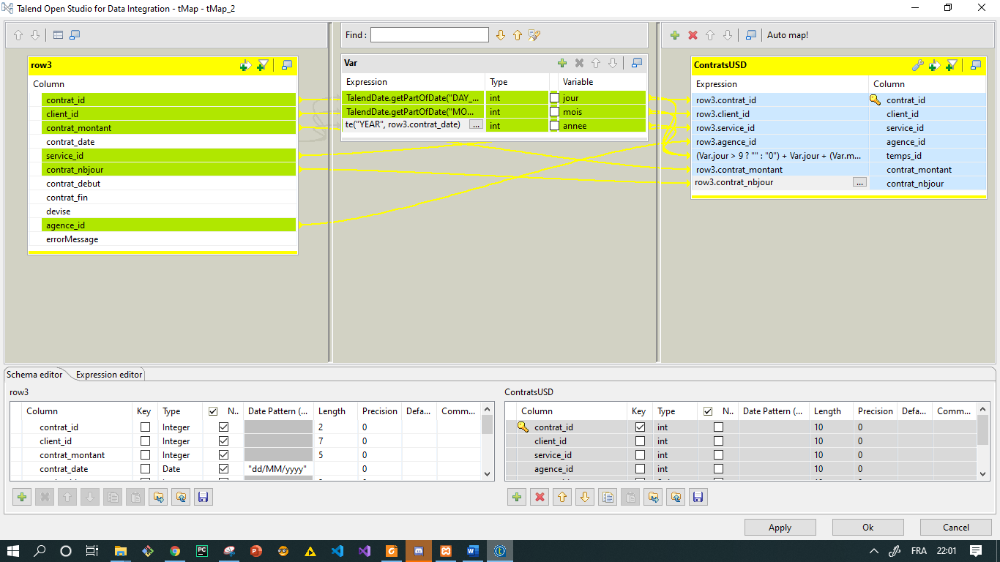 Talend Open Studio for Data Integration - tMap - tMap_2
Find :
Auto map!
row3
Column
contrat_id
client_id
contrat_montant
contrat_date
service_id
contrat_nbjour
contrat_debut
contrat_fin
devise
agence_id
errorMessage
Var
Expression Type Variable
TalendDate.getPartOfDate("DAY_... int jour
TalendDate.getPartOfDate("MO... int mois
te("YEAR", row3.contrat_date) ... int annee
ContratsUSD
Expression Column
row3.contrat_id contrat_id
row3.client_id client_id
row3.service_id service_id
row3.agence_id agence_id
(Var.jour > 9 ? "" : "0") + Var.jour + (Var.m... temps_id
row3.contrat_montant contrat_montant
row3.contrat_nbjour ... contrat_nbjour
Schema editor Expression editor
row3
Column Key Type N.. Date Pattern (... Length Precision Defa... Comm...
contrat_id Integer 2 0
client_id Integer 7 0
contrat_montant Integer 5 0
contrat_date Date "dd/MM/yyyy" 0
ContratsUSD
Column Key Type N.. Date Pattern (... Length Precision Defa... Comm...
contrat_id int 10 0
client_id int 10 0
service_id int 10 0
agence_id int 10 0
Apply Ok Cancel
FRA 22:01